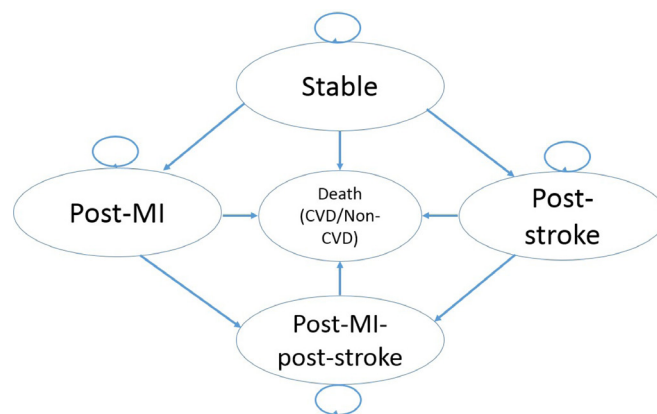 Stable
Post-MI
Death
(CVD/Non-
CVD)
Post-
stroke
Post-MI-
post-stroke